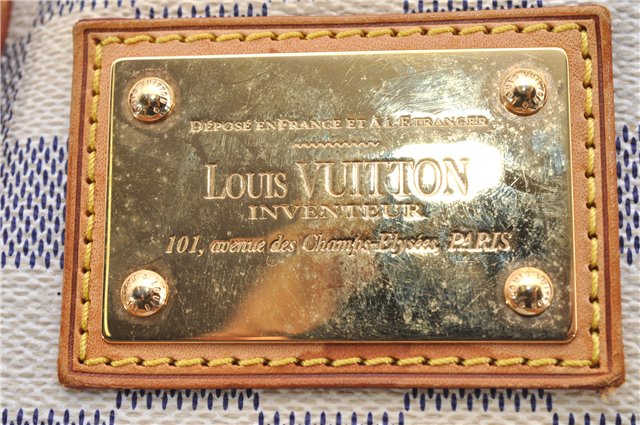 DÉPOSÉ EN FRANCE ET À L'ÉTRANGER
LOUIS VUITTON
INVENTEUR
101, avenue des Champs-Elysées, PARIS